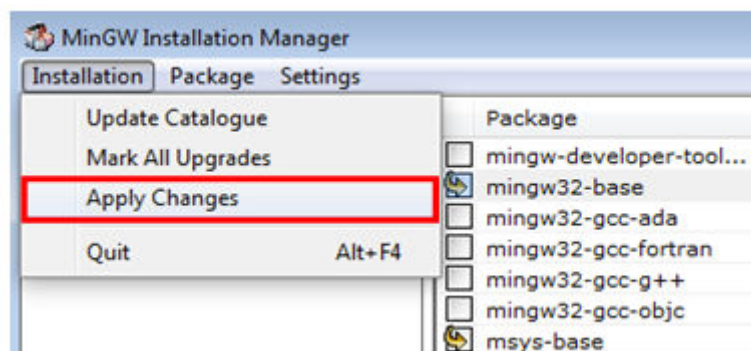 MinGW Installation Manager
Installation Package Settings
Update Catalogue
Mark All Upgrades
Apply Changes
Quit Alt+F4
Package
mingw-developer-tool...
mingw32-base
mingw32-gcc-ada
mingw32-gcc-fortran
mingw32-gcc-g++
mingw32-gcc-objc
msys-base